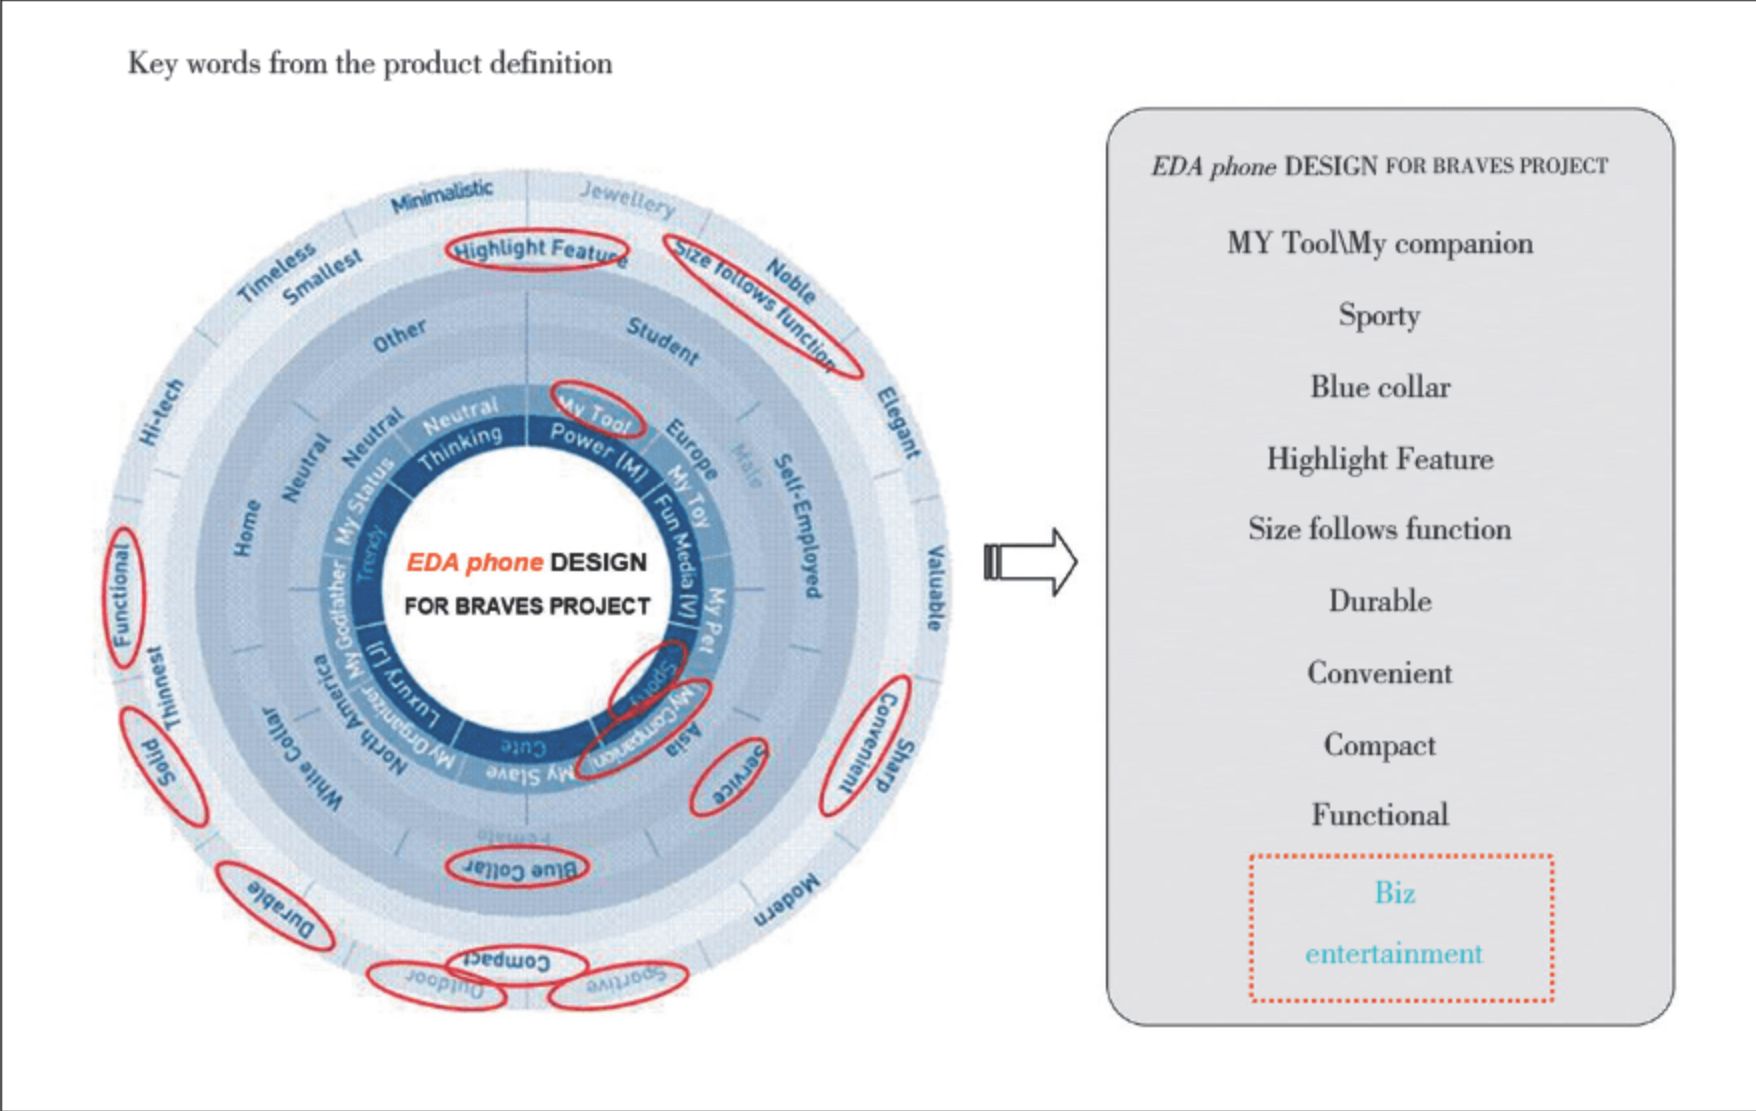 Key words from the product definition
Minimalistic
Jewellery
Highlight Feature
Size follows function
Noble
Timeless
Smallest
Other
Student
Hi-tech
Elegant
Neutral
My Tool
Europe
Male
Self-Employed
Neutral
Neutral
Thinking
Power (M)
My Toy
My Status
Home
Trendy
Fun Media (V)
Functional
Valuable
EDA phone DESIGN
FOR BRAVES PROJECT
My Godfather
My Pet
Luxury (J)
Sporty
Thinnest
North America
My Organizer
My Companion
Convenient
Sharp
Asia
White Collar
Cute
My Slave
Service
Solid
Female
Blue Collar
Durable
Modern
Compact
Outdoor
Sportive
EDA phone DESIGN FOR BRAVES PROJECT
MY Tool\My companion
Sporty
Blue collar
Highlight Feature
Size follows function
Durable
Convenient
Compact
Functional
Biz
entertainment